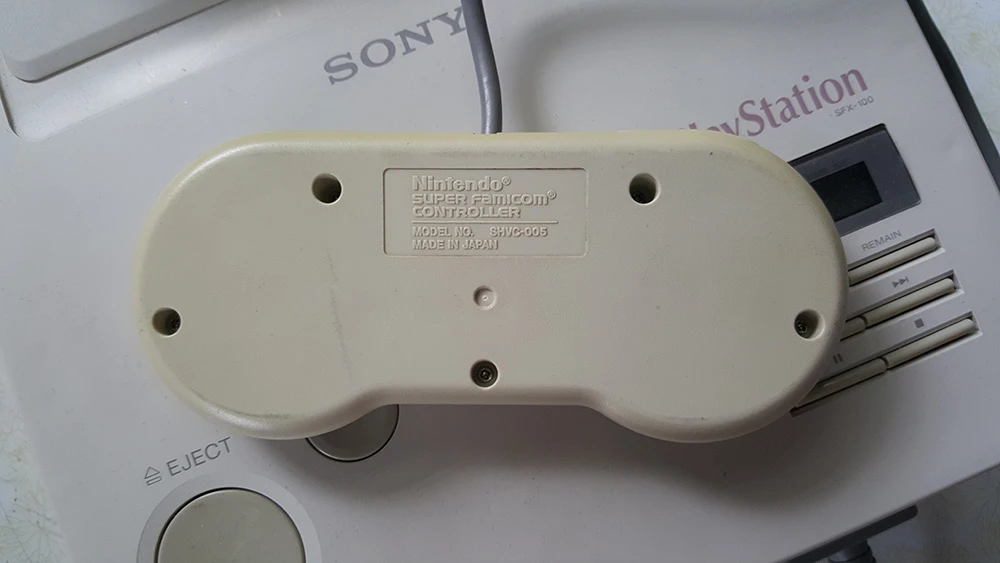 SONY
PlayStation
SFX-100
Nintendo®
SUPER FAMICOM®
CONTROLLER
MODEL NO. SHVC-005
MADE IN JAPAN
REMAIN
EJECT